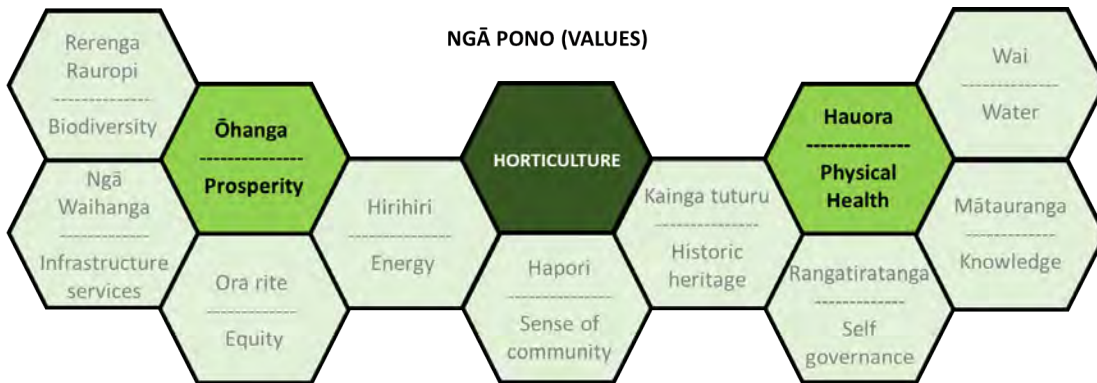 NGĀ PONO (VALUES)
Rerenga
Rauropi
---------------
Biodiversity
Ngā
Waihanga
---------------
Infrastructure
services
Ōhanga
---------------
Prosperity
Ora rite
---------------
Equity
Hirihiri
---------------
Energy
HORTICULTURE
Hapori
---------------
Sense of
community
Kainga tuturu
---------------
Historic
heritage
Hauora
---------------
Physical
Health
Rangatiratanga
---------------
Self
governance
Wai
---------------
Water
Mātauranga
---------------
Knowledge